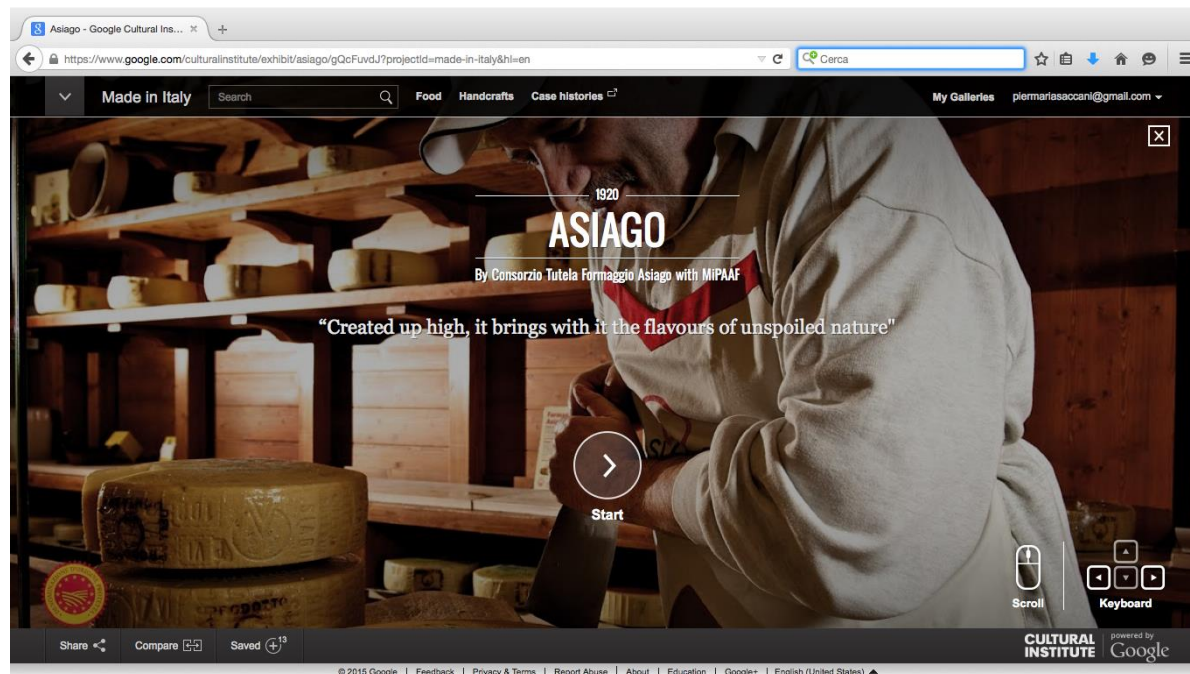 Asiago - Google Cultural Ins...
https://www.google.com/culturalinstitute/exhibit/asiago/gQcFuvdJ?projectId=made-in-italy&hl=en
Cerca
Made in Italy
Search
Food
Handcrafts
Case histories
My Galleries
piermariasaccani@gmail.com
1920
ASIAGO
By Consorzio Tutela Formaggio Asiago with MiPAAF
“Created up high, it brings with it the flavours of unspoiled nature"
Start
Scroll
Keyboard
Share
Compare
Saved
13
CULTURAL INSTITUTE
powered by Google
© 2015 Google | Feedback | Privacy & Terms | Report Abuse | About | Education | Google+ | English (United States)